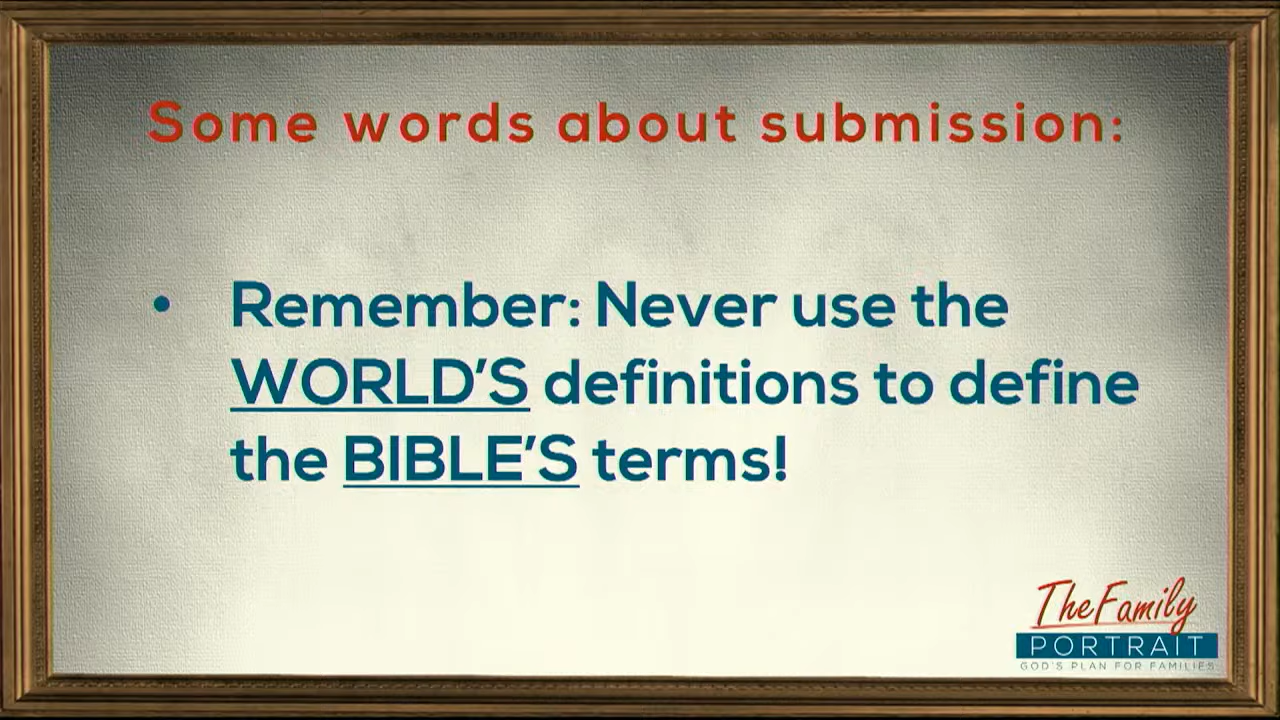 Some words about submission:
• Remember: Never use the
WORLD'S definitions to define
the BIBLE'S terms!
The Family
PORTRAIT
GOD'S PLAN FOR FAMILIES